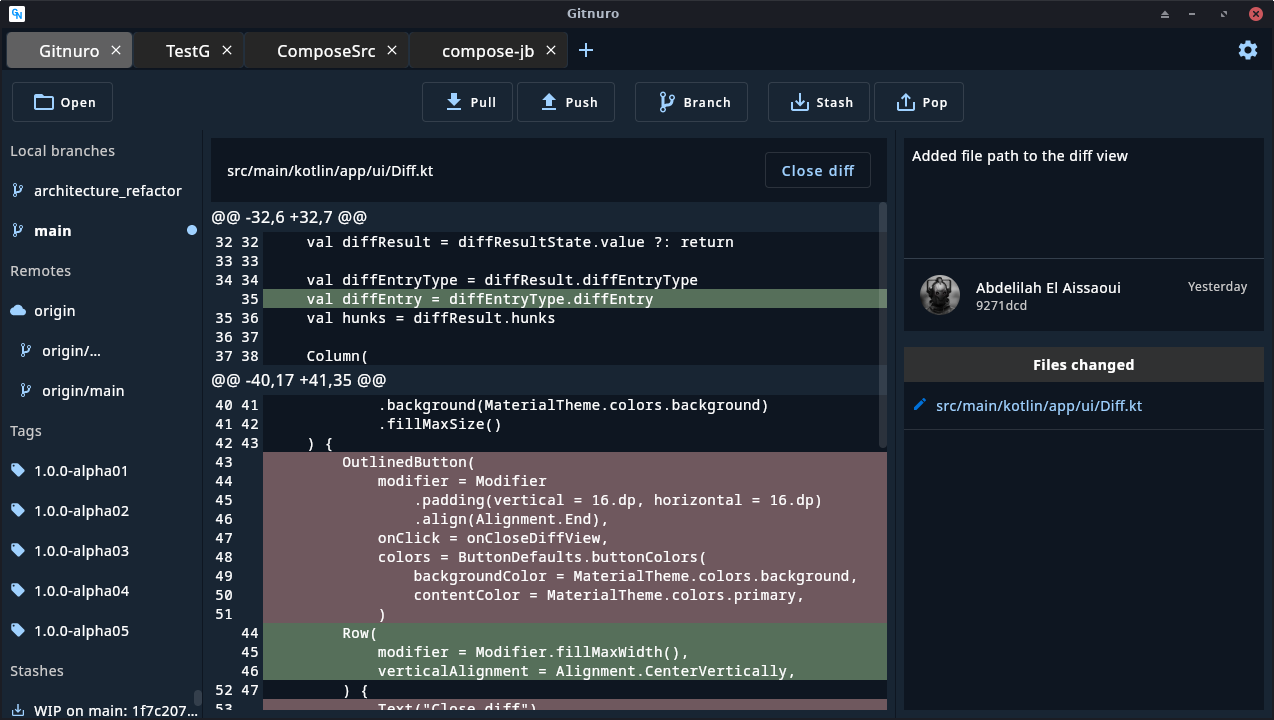 GN
Gitnuro
Gitnuro × TestG × ComposeSrc × compose-jb × +
Open Pull Push Branch Stash Pop
Local branches
architecture_refactor
main
Remotes
origin
origin/...
origin/main
Tags
1.0.0-alpha01
1.0.0-alpha02
1.0.0-alpha03
1.0.0-alpha04
1.0.0-alpha05
Stashes
WIP on main: 1f7c207...
src/main/kotlin/app/ui/Diff.kt Close diff
@@ -32,6 +32,7 @@
32 32 val diffResult = diffResultState.value ?: return
33 33
34 34 val diffEntryType = diffResult.diffEntryType
35 val diffEntry = diffEntryType.diffEntry
35 36 val hunks = diffResult.hunks
36 37
37 38 Column(
@@ -40,17 +41,35 @@
40 41 .background(MaterialTheme.colors.background)
41 42 .fillMaxSize()
42 43 ) {
43 OutlinedButton(
44 modifier = Modifier
45 .padding(vertical = 16.dp, horizontal = 16.dp)
46 .align(Alignment.End),
47 onClick = onCloseDiffView,
48 colors = ButtonDefaults.buttonColors(
49 backgroundColor = MaterialTheme.colors.background,
50 contentColor = MaterialTheme.colors.primary,
51 )
44 Row(
45 modifier = Modifier.fillMaxWidth(),
46 verticalAlignment = Alignment.CenterVertically,
52 47 ) {
53 Text("Close diff")
Added file path to the diff view
Abdelilah El Aissaoui Yesterday
9271dcd
Files changed
src/main/kotlin/app/ui/Diff.kt